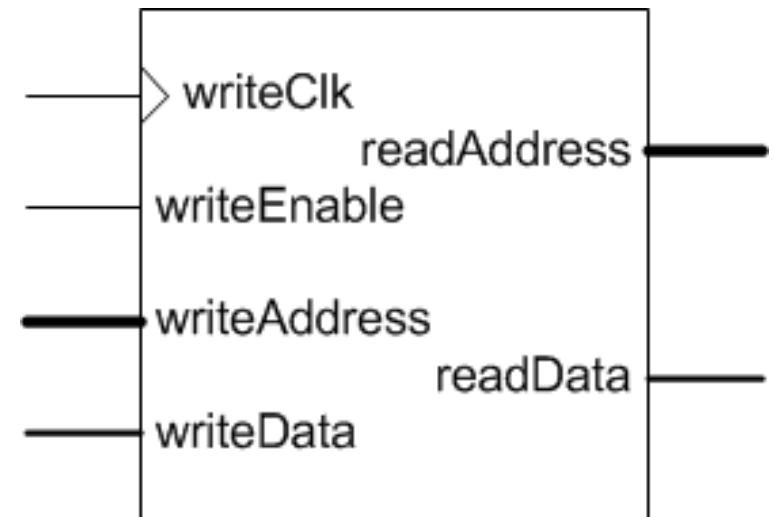 writeClk
readAddress
writeEnable
writeAddress
readData
writeData